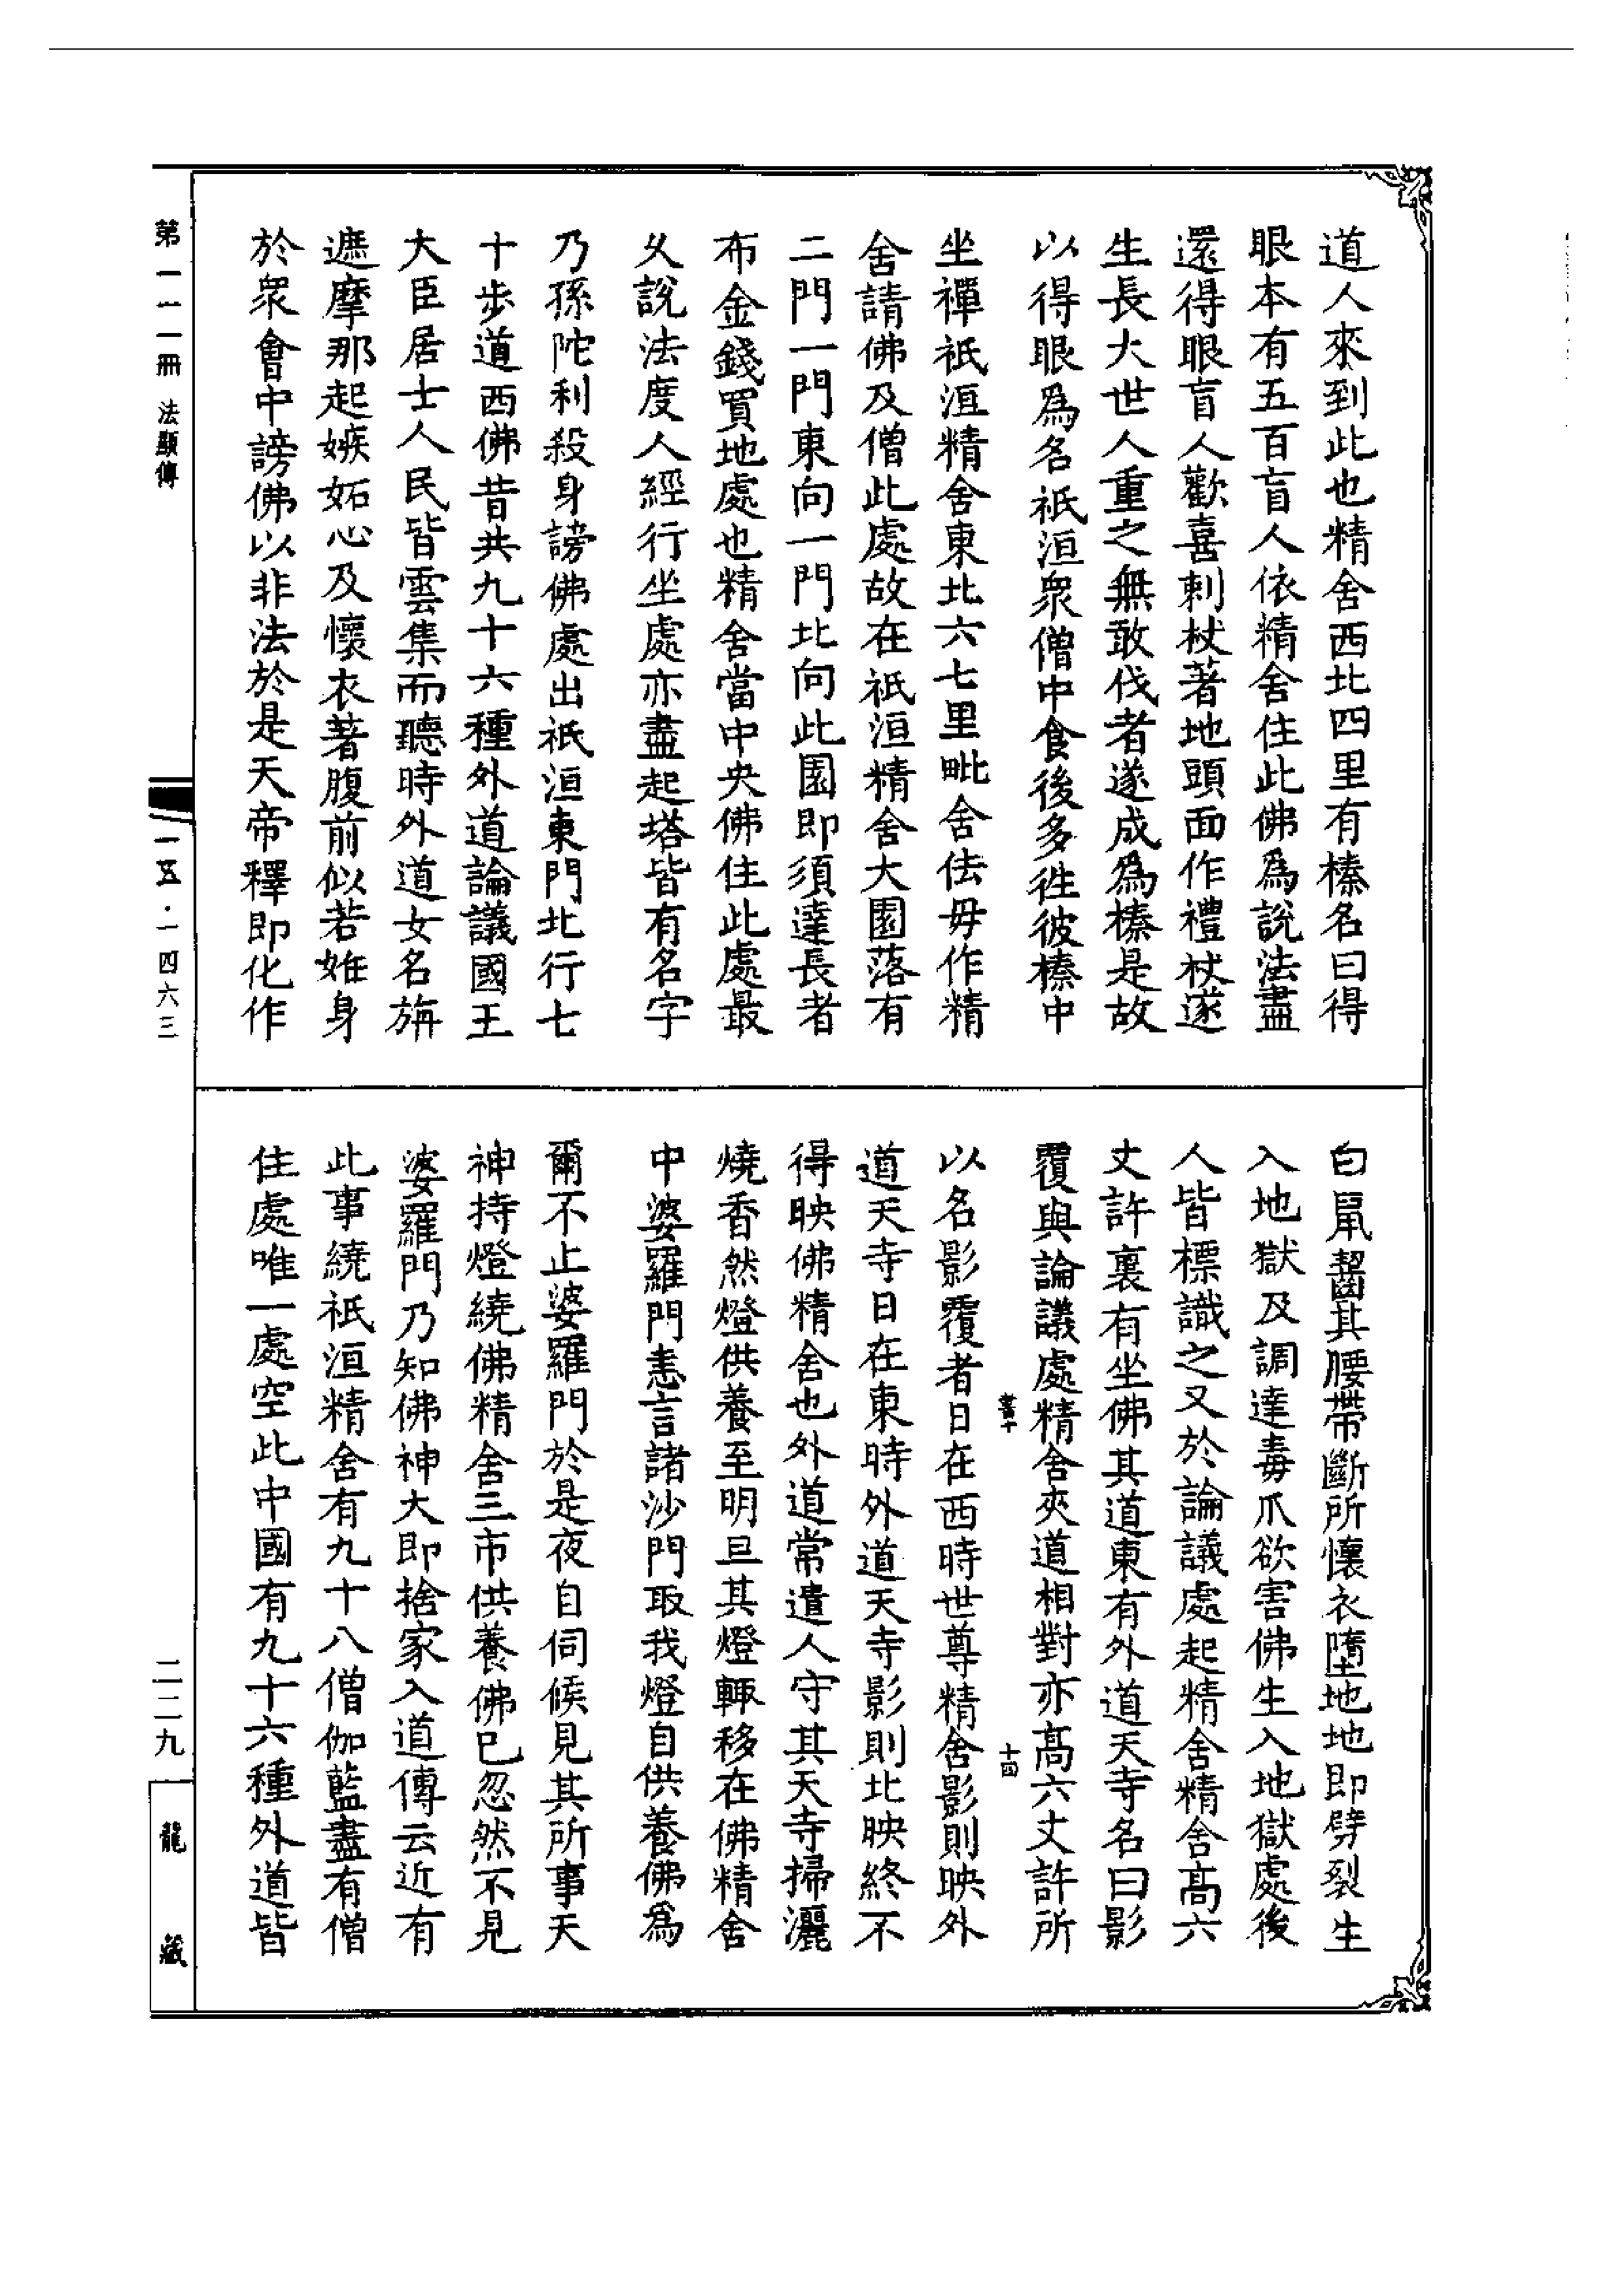 道人來到此也精舍西北四里有榛名曰得
眼本有五百盲人依精舍住此佛為說法盡
還得眼盲人歡喜刺杖著地頭面作禮杖遂
生長大世人重之無敢伐者遂成為榛是故
以得眼為名祇洹眾僧中食後多往彼榛中
坐禪祇洹精舍東北六七里毗舍佉毋作精
舍請佛及僧此處故在祇洹精舍大園落有
二門一門東向一門北向此園即須達長者
布金錢買地處也精舍當中央佛住此處最
久說法度人經行坐處亦盡起塔皆有名字
乃孫陀利殺身謗佛處出祇洹東門北行七
十步道西佛昔共九十六種外道論議國王
大臣居士人民皆雲集而聽時外道女名旃
遮摩那起嫉妬心及懷衣著腹前似若妊身
於眾會中謗佛以非法於是天帝釋即化作
白鼠齧其腰帶斷所懷衣墮地地即劈裂生
入地獄及調達毒爪欲害佛生入地獄處後
人皆標識之又於論議處起精舍精舍高六
丈許裏有坐佛其道東有外道天寺名曰影
覆與論議處精舍夾道相對亦高六丈許所
十四
以名影覆者日在西時世尊精舍影則映外
道天寺日在東時外道天寺影則北映終不
得映佛精舍也外道常遣人守其天寺掃灑
燒香然燈供養至明旦其燈輒移在佛精舍
中婆羅門恚言諸沙門取我燈自供養佛為
爾不止婆羅門於是夜自伺候見其所事天
神持燈繞佛精舍三帀供養佛已忽然不見
婆羅門乃知佛神大即捨家入道傳云近有
此事繞祇洹精舍有九十八僧伽藍盡有僧
住處唯一處空此中國有九十六種外道皆
第一一一冊 法顯傳
一五·一四六三
二二九
龍藏